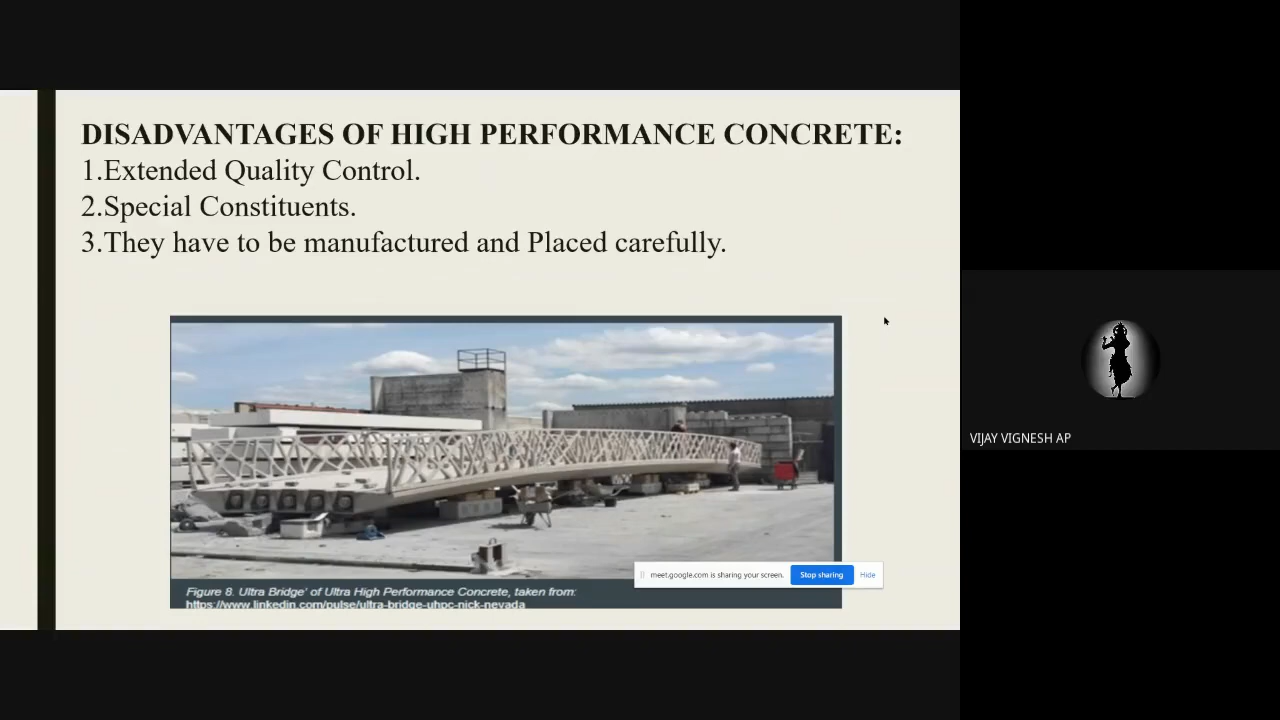 DISADVANTAGES OF HIGH PERFORMANCE CONCRETE:
1.Extended Quality Control.
2.Special Constituents.
3.They have to be manufactured and Placed carefully.
meet.google.com is sharing your screen.
Stop sharing
Hide
Figure 8. Ultra Bridge' of Ultra High Performance Concrete, taken from:
https://www.linkedin.com/pulse/ultra-bridge-uhpc-nick-nevada
VIJAY VIGNESH AP